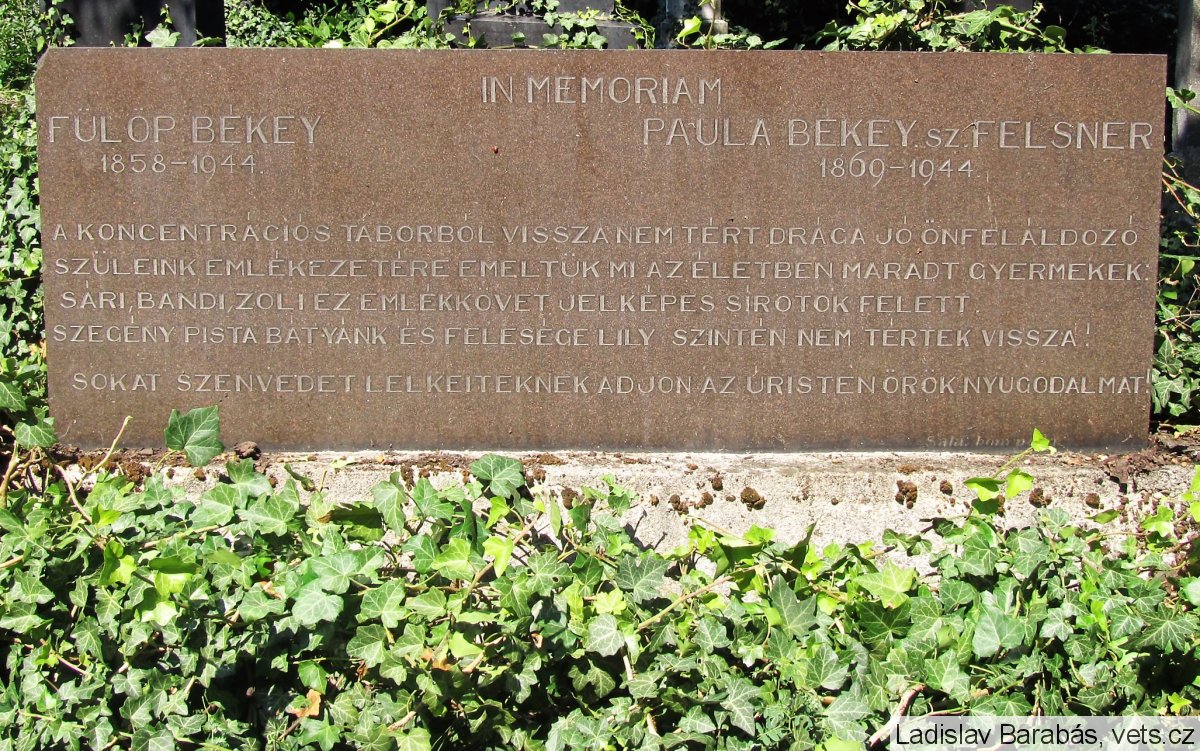 IN MEMORIAM
FÜLÖP BÉKEY
1858-1944.
PAULA BÉKEY.SZ.FELSNER
1869-1944
A KONCENTRÁCIÓS TÁBORBÓL VISSZA NEM TÉRT DRÁGA JÓ ÖNFELÁLDOZÓ
SZÜLEINK EMLÉKEZETÉRE EMELTÜK MI AZ ÉLETBEN MARADT GYERMEKEK:
SÁRI, BANDI, ZOLI EZ EMLÉKKÖVET JELKÉPES SÍROTOK FELETT.
SZEGÉNY PISTA BÁTYÁNK ÉS FELESÉGE LILY SZINTÉN NEM TÉRTEK VISSZA!
SOKAT SZENVEDET LELKEITEKNEK ADJON AZ ÚRISTEN ÖRÖK NYUGODALMAT!
Ladislav Barabás, vets.cz